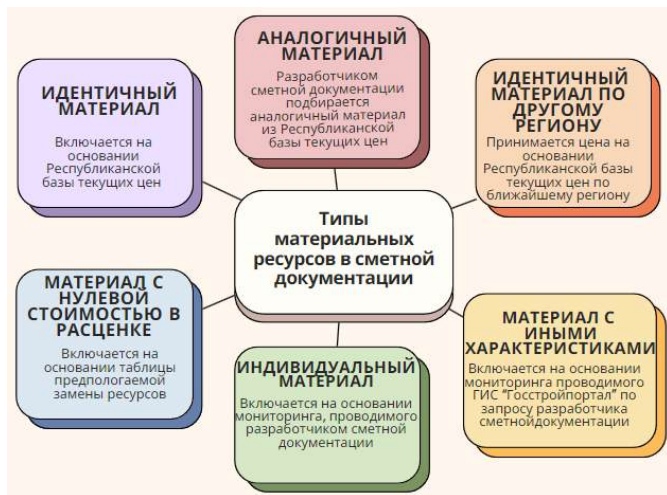 АНАЛОГИЧНЫЙ
МАТЕРИАЛ
Разработчиком
сметной документации
подбирается
аналогичный материал
из Республиканской
базы текущих цен
ИДЕНТИЧНЫЙ
МАТЕРИАЛ
Включается на
основании
Республиканской
базы текущих цен
ИДЕНТИЧНЫЙ
МАТЕРИАЛ ПО
ДРУГОМУ
РЕГИОНУ
Принимается цена на
основании
Республиканской базы
текущих цен по
ближайшему региону
Типы
материальных
ресурсов в сметной
документации
МАТЕРИАЛ С
НУЛЕВОЙ
СТОИМОСТЬЮ В
РАСЦЕНКЕ
Включается на
основании таблицы
предпологаемой
замены ресурсов
ИНДИВИДУАЛЬНЫЙ
МАТЕРИАЛ
Включается на основании
мониторинга, проводимого
разработчиком сметной
документации
МАТЕРИАЛ С
ИНЫМИ
ХАРАКТЕРИСТИКАМИ
Включается на основании
мониторинга проводимого
ГИС “Госстройпортал” по
запросу разработчика
сметнойдокументации